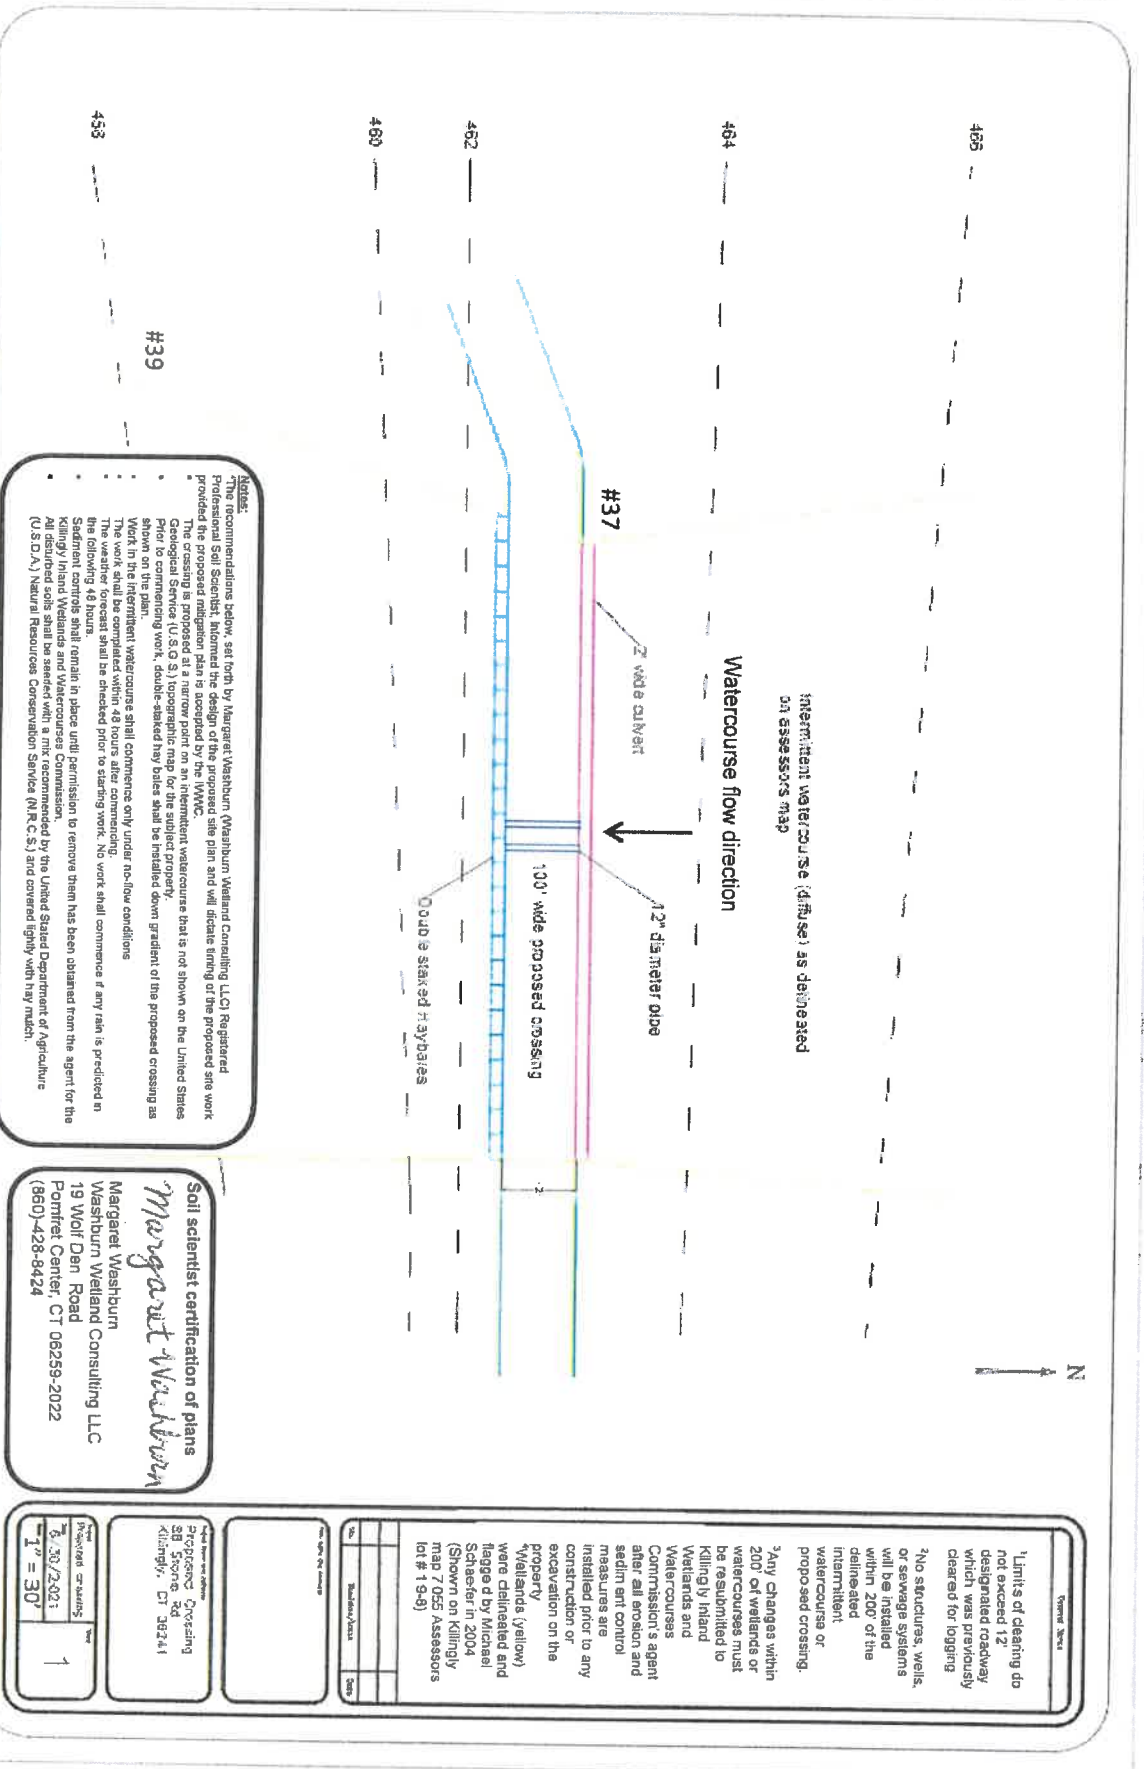 466
464
462
460
458
N
Intermittent watercourse (diffuse) as delineated
on assessors map
Watercourse flow direction
#37
2' wide culvert
12" diameter pipe
100' wide proposed crossing
Double staked haybales
#39
Notes:
*The recommendations below, set forth by Margaret Washburn (Washburn Wetland Consulting LLC) Registered
Professional Soil Scientist, informed the design of the proposed site plan and will dictate timing of the proposed site work
provided the proposed mitigation plan is accepted by the IWWC.
• The crossing is proposed at a narrow point on an intermittent watercourse that is not shown on the United States
Geological Service (U.S.G.S.) topographic map for the subject property.
• Prior to commencing work, double-staked hay bales shall be installed down gradient of the proposed crossing as
shown on the plan.
• Work in the intermittent watercourse shall commence only under no-flow conditions
• The work shall be completed within 48 hours after commencing.
• The weather forecast shall be checked prior to starting work. No work shall commence if any rain is predicted in
the following 48 hours.
• Sediment controls shall remain in place until permission to remove them has been obtained from the agent for the
Killingly Inland Wetlands and Watercourses Commission.
• All disturbed soils shall be seeded with a mix recommended by the United Stated Department of Agriculture
(U.S.D.A.) Natural Resources Conservation Service (N.R.C.S.) and covered lightly with hay mulch.
Soil scientist certification of plans
Margaret Washburn
Margaret Washburn
Washburn Wetland Consulting LLC
19 Wolf Den Road
Pomfret Center, CT 06259-2022
(860)-428-8424
General Notes
¹Limits of clearing do
not exceed 12'
designated roadway
which was previously
cleared for logging
²No structures, wells,
or sewage systems
will be installed
within 200' of the
delineated
intermittent
watercourse or
proposed crossing.
³Any changes within
200' of wetlands or
watercourses must
be resubmitted to
Killingly Inland
Wetlands and
Watercourses
Commission's agent
after all erosion and
sediment control
measures are
installed prior to any
construction or
excavation on the
property
⁴Wetlands (yellow)
were delineated and
flagged by Michael
Schaefer in 2004
(Shown on Killingly
map 7055 Assessors
lot # 19-8)
No.
Revision/Issue
Date
Proposed Crossing
Rd
Killingly, CT 06241
6/30/2021
1" = 30'
1